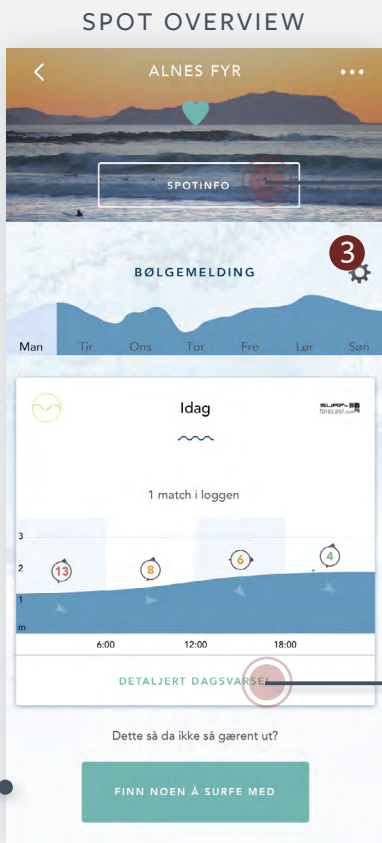 SPOT OVERVIEW
ALNES FYR
SPOTINFO
3
BØLGEMELDING
Man Tir Ons Tor Fre Lør Søn
Idag
SURF-
forecast.com
1 match i loggen
3
2
1
m
13 8 6 4
6:00 12:00 18:00
DETALJERT DAGSVARSEL
Dette så da ikke så gærent ut?
FINN NOEN Å SURFE MED